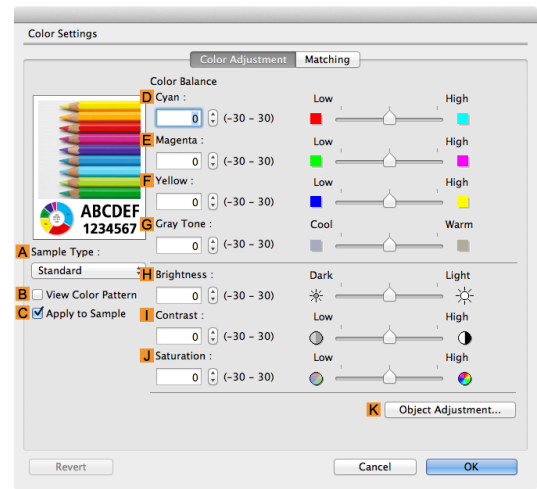 Color Settings
Color Adjustment Matching
Color Balance
D Cyan : Low High
0 (-30 – 30)
E Magenta : Low High
0 (-30 – 30)
F Yellow : Low High
0 (-30 – 30)
ABCDEF
1234567
G Gray Tone : Cool Warm
0 (-30 – 30)
A Sample Type :
Standard
H Brightness : Dark Light
B View Color Pattern 0 (-30 – 30)
C Apply to Sample I Contrast : Low High
0 (-30 – 30)
J Saturation : Low High
0 (-30 – 30)
K Object Adjustment...
Revert Cancel OK